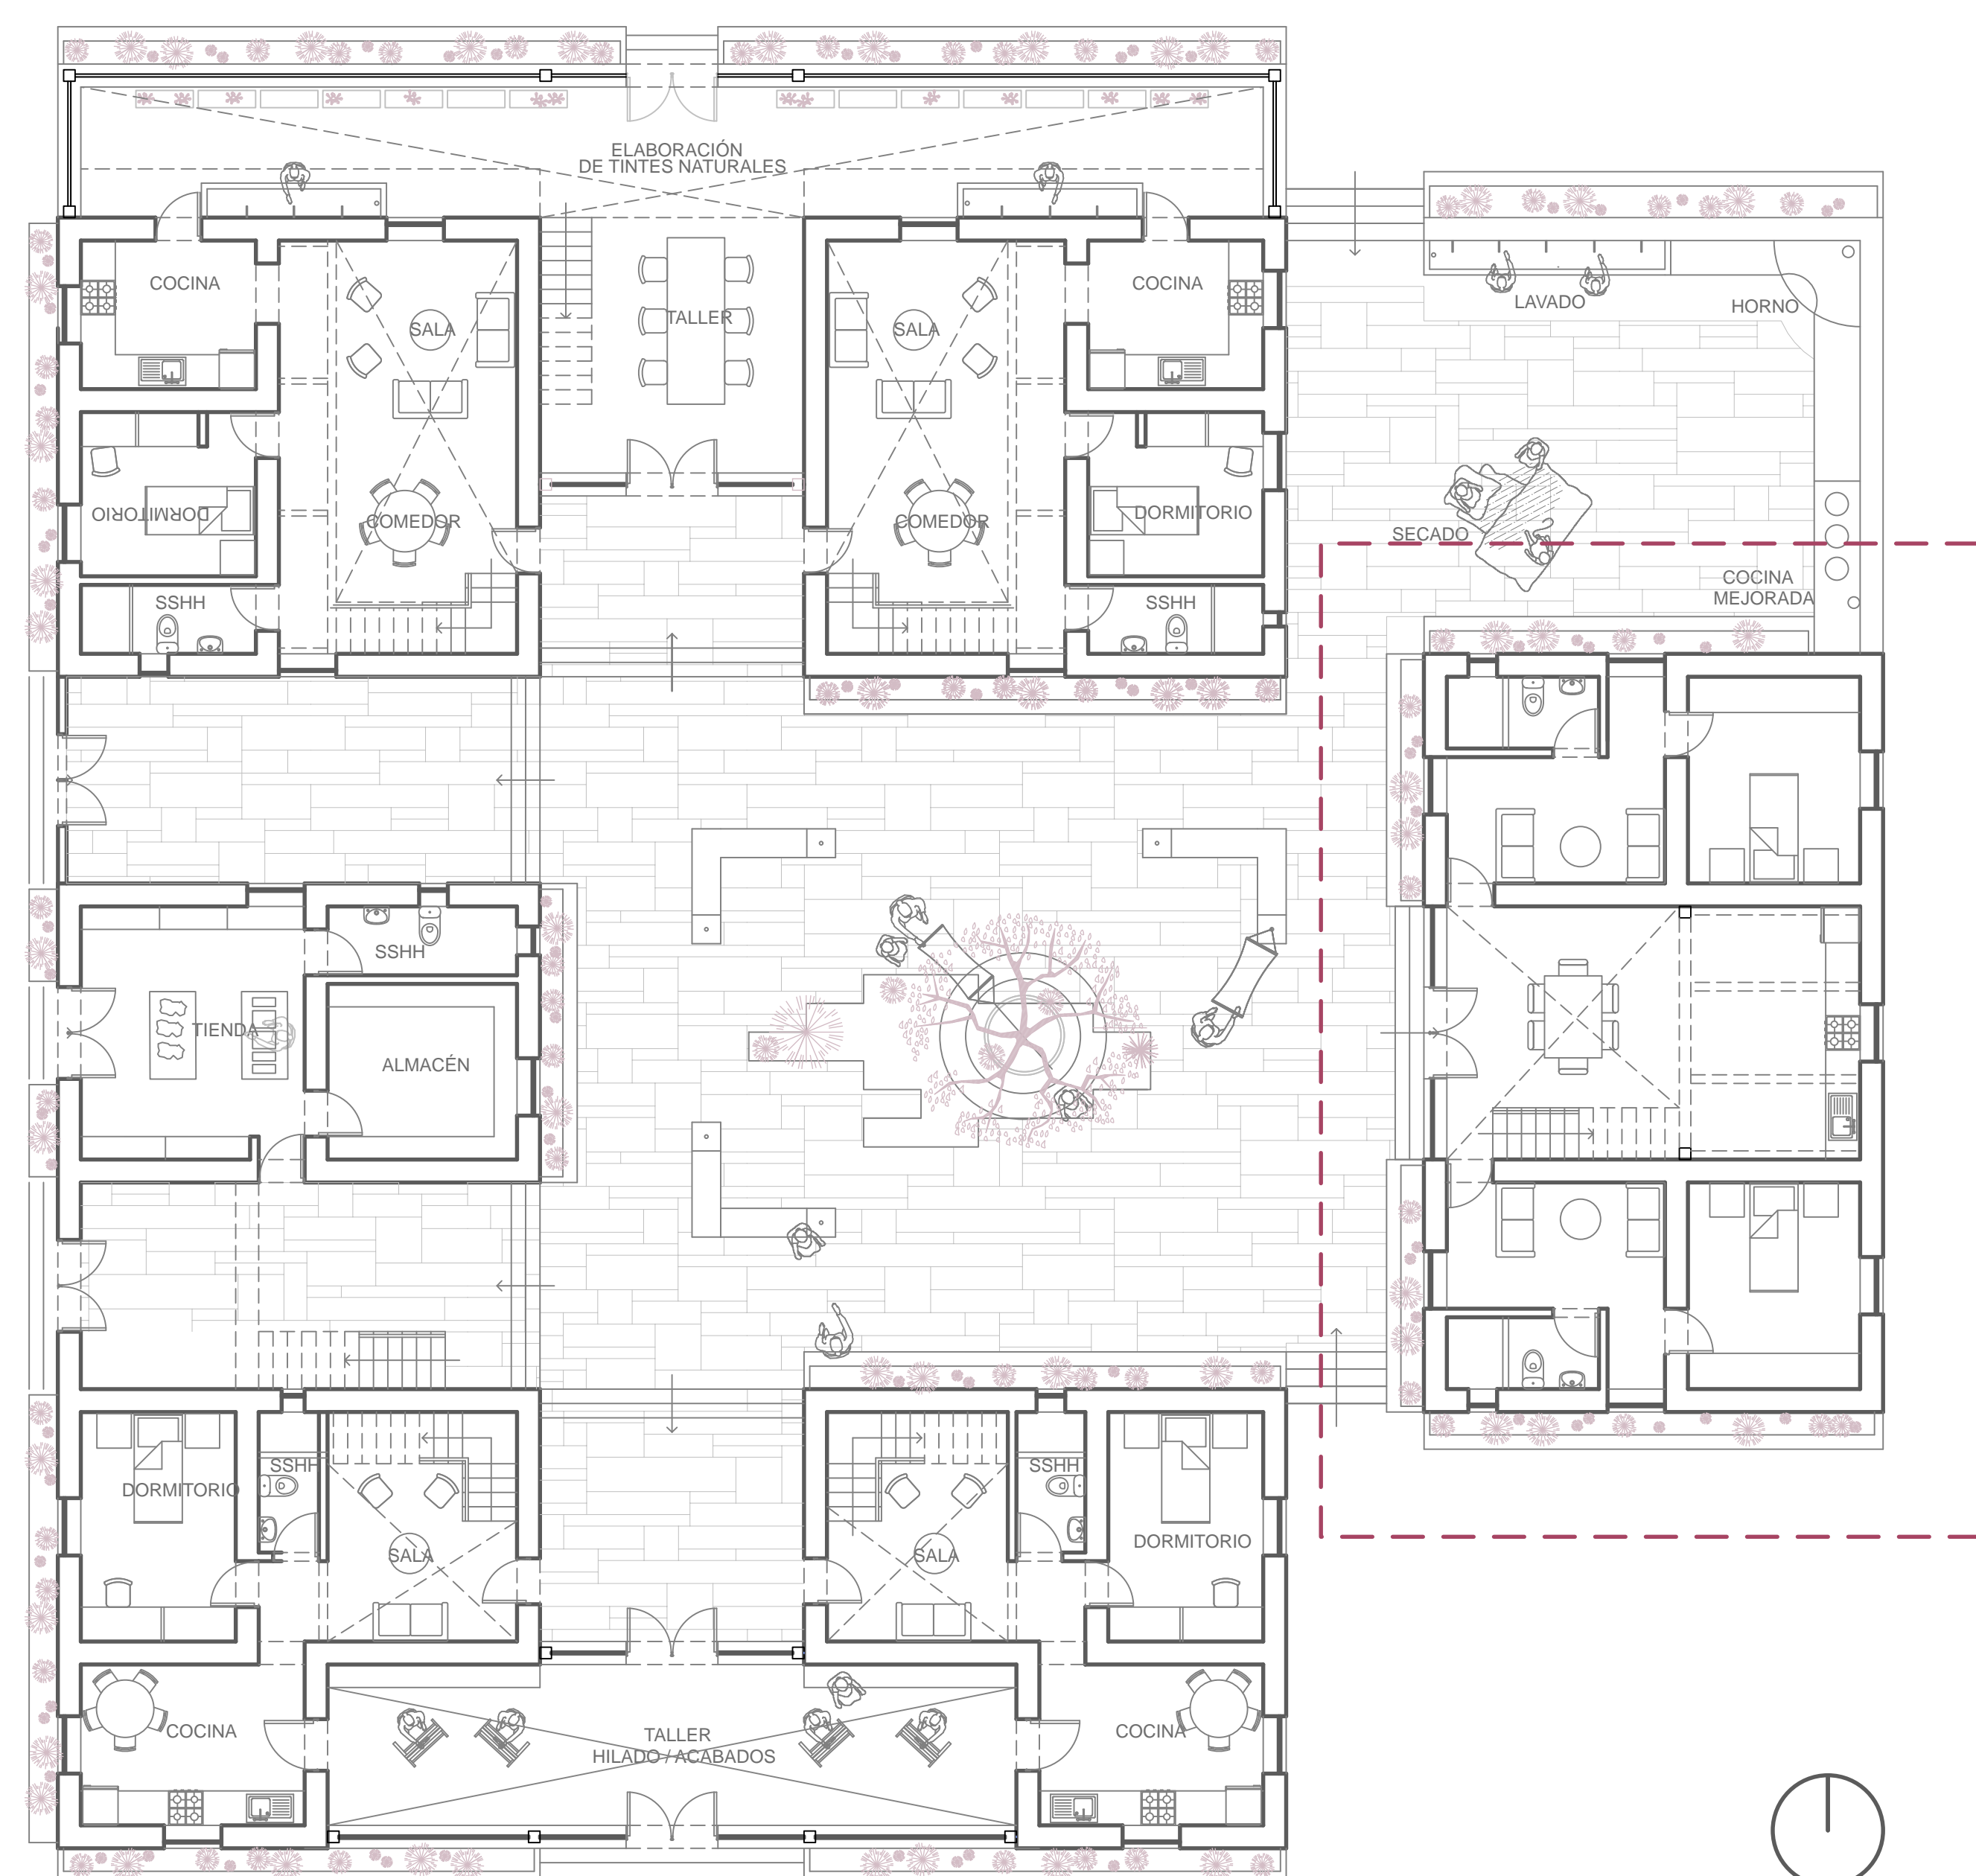 ELABORACIÓN
DE TINTES NATURALES
COCINA
SALA
TALLER
SALA
COCINA
LAVADO
HORNO
DORMITORIO
COMEDOR
COMEDOR
DORMITORIO
SECADO
COCINA
MEJORADA
SSHH
SSHH
SSHH
TIENDA
ALMACÉN
DORMITORIO
SSHH
SALA
SALA
SSHH
DORMITORIO
COCINA
TALLER
HILADO / ACABADOS
COCINA